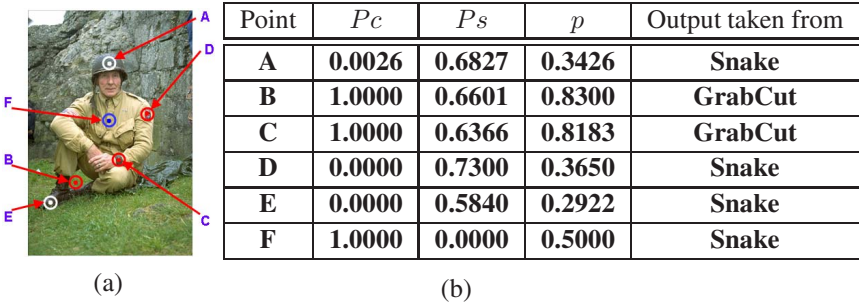 A
D
F
B
E
C
(a)
Point Pc Ps p Output taken from
A 0.0026 0.6827 0.3426 Snake
B 1.0000 0.6601 0.8300 GrabCut
C 1.0000 0.6366 0.8183 GrabCut
D 0.0000 0.7300 0.3650 Snake
E 0.0000 0.5840 0.2922 Snake
F 1.0000 0.0000 0.5000 Snake
(b)